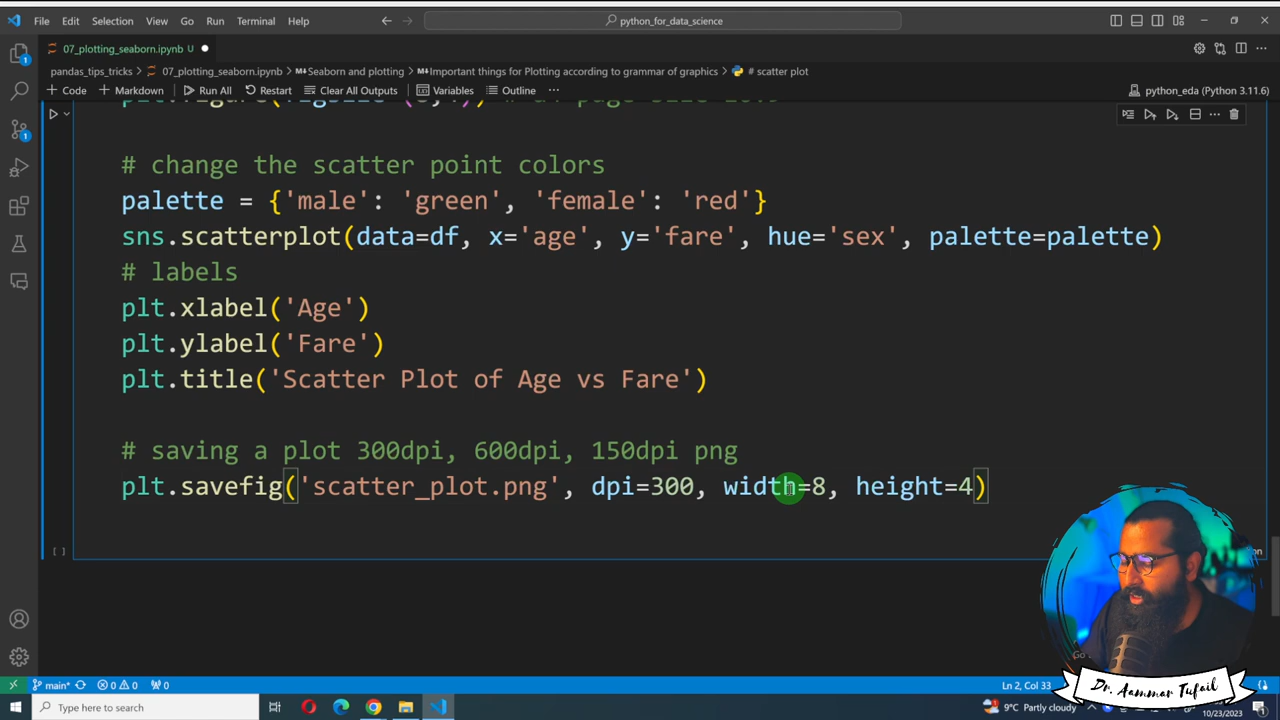 File Edit Selection View Go Run Terminal Help python_for_data_science
07_plotting_seaborn.ipynb U
pandas_tips_tricks > 07_plotting_seaborn.ipynb > Seaborn and plotting > Important things for Plotting according to grammar of graphics > # scatter plot
+ Code + Markdown Run All Restart Clear All Outputs Variables Outline ... python_eda (Python 3.11.6)
# change the scatter point colors
palette = {'male': 'green', 'female': 'red'}
sns.scatterplot(data=df, x='age', y='fare', hue='sex', palette=palette)
# labels
plt.xlabel('Age')
plt.ylabel('Fare')
plt.title('Scatter Plot of Age vs Fare')
# saving a plot 300dpi, 600dpi, 150dpi png
plt.savefig('scatter_plot.png', dpi=300, width=8, height=4)
[ ]
main* 0 0 0 Ln 2, Col 33
Dr. Aammar Tufail
Type here to search 9°C Partly cloudy
10/23/2023